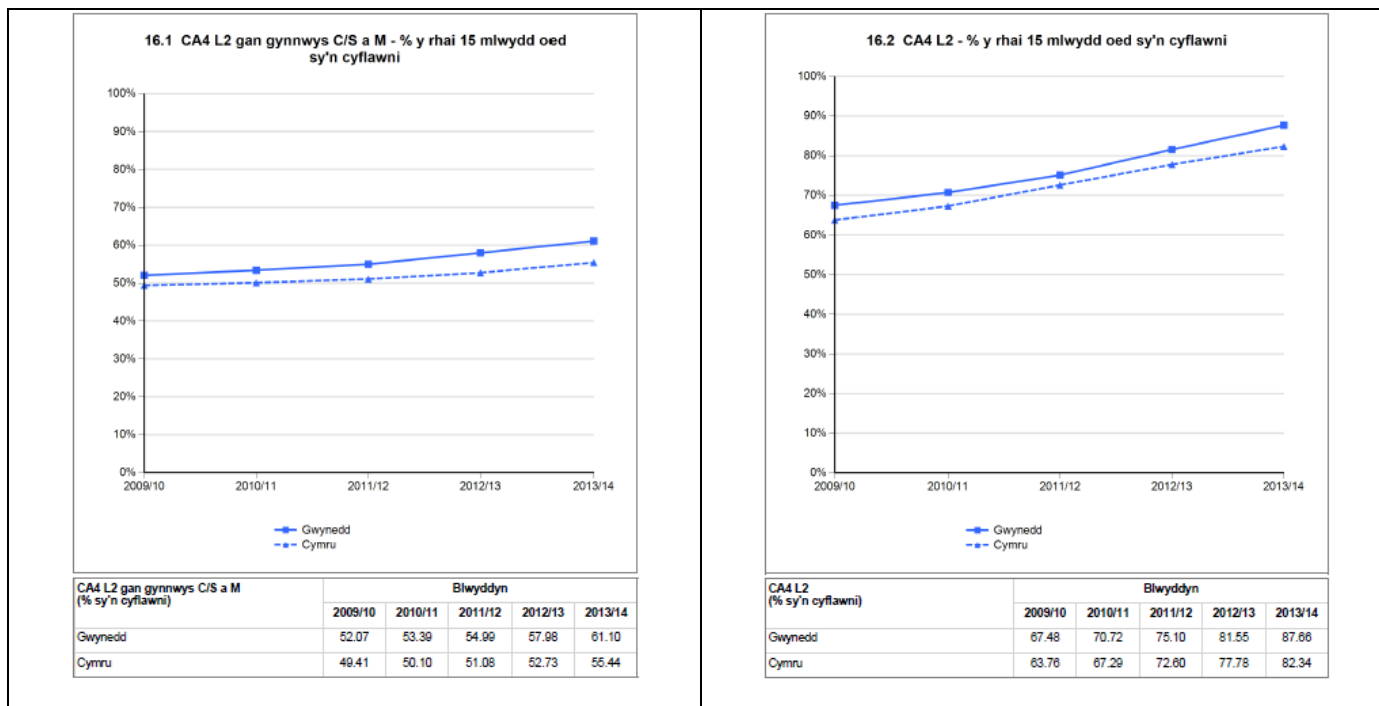 16.1 CA4 L2 gan gynnwys C/S a M - % y rhai 15 mlwydd oed
sy'n cyflawni
100%
90%
80%
70%
60%
50%
40%
30%
20%
10%
0%
2009/10 2010/11 2011/12 2012/13 2013/14
Gwynedd
Cymru
CA4 L2 gan gynnwys C/S a M
(% sy'n cyflawni)
Blwyddyn
2009/10 2010/11 2011/12 2012/13 2013/14
Gwynedd 52.07 53.39 54.99 57.98 61.10
Cymru 49.41 50.10 51.08 52.73 55.44
16.2 CA4 L2 - % y rhai 15 mlwydd oed sy'n cyflawni
100%
90%
80%
70%
60%
50%
40%
30%
20%
10%
0%
2009/10 2010/11 2011/12 2012/13 2013/14
Gwynedd
Cymru
CA4 L2
(% sy'n cyflawni)
Blwyddyn
2009/10 2010/11 2011/12 2012/13 2013/14
Gwynedd 67.48 70.72 75.10 81.55 87.66
Cymru 63.76 67.29 72.60 77.78 82.34